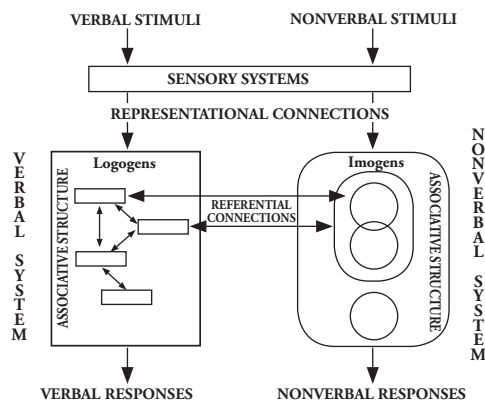 VERBAL STIMULI
NONVERBAL STIMULI
SENSORY SYSTEMS
REPRESENTATIONAL CONNECTIONS
VERBAL SYSTEM
ASSOCIATIVE STRUCTURE
Logogens
REFERENTIAL
CONNECTIONS
Imogens
ASSOCIATIVE STRUCTURE
NONVERBAL SYSTEM
VERBAL RESPONSES
NONVERBAL RESPONSES